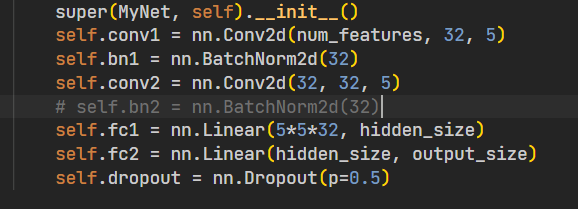 super(MyNet, self).__init__()
self.conv1 = nn.Conv2d(num_features, 32, 5)
self.bn1 = nn.BatchNorm2d(32)
self.conv2 = nn.Conv2d(32, 32, 5)
# self.bn2 = nn.BatchNorm2d(32)
self.fc1 = nn.Linear(5*5*32, hidden_size)
self.fc2 = nn.Linear(hidden_size, output_size)
self.dropout = nn.Dropout(p=0.5)